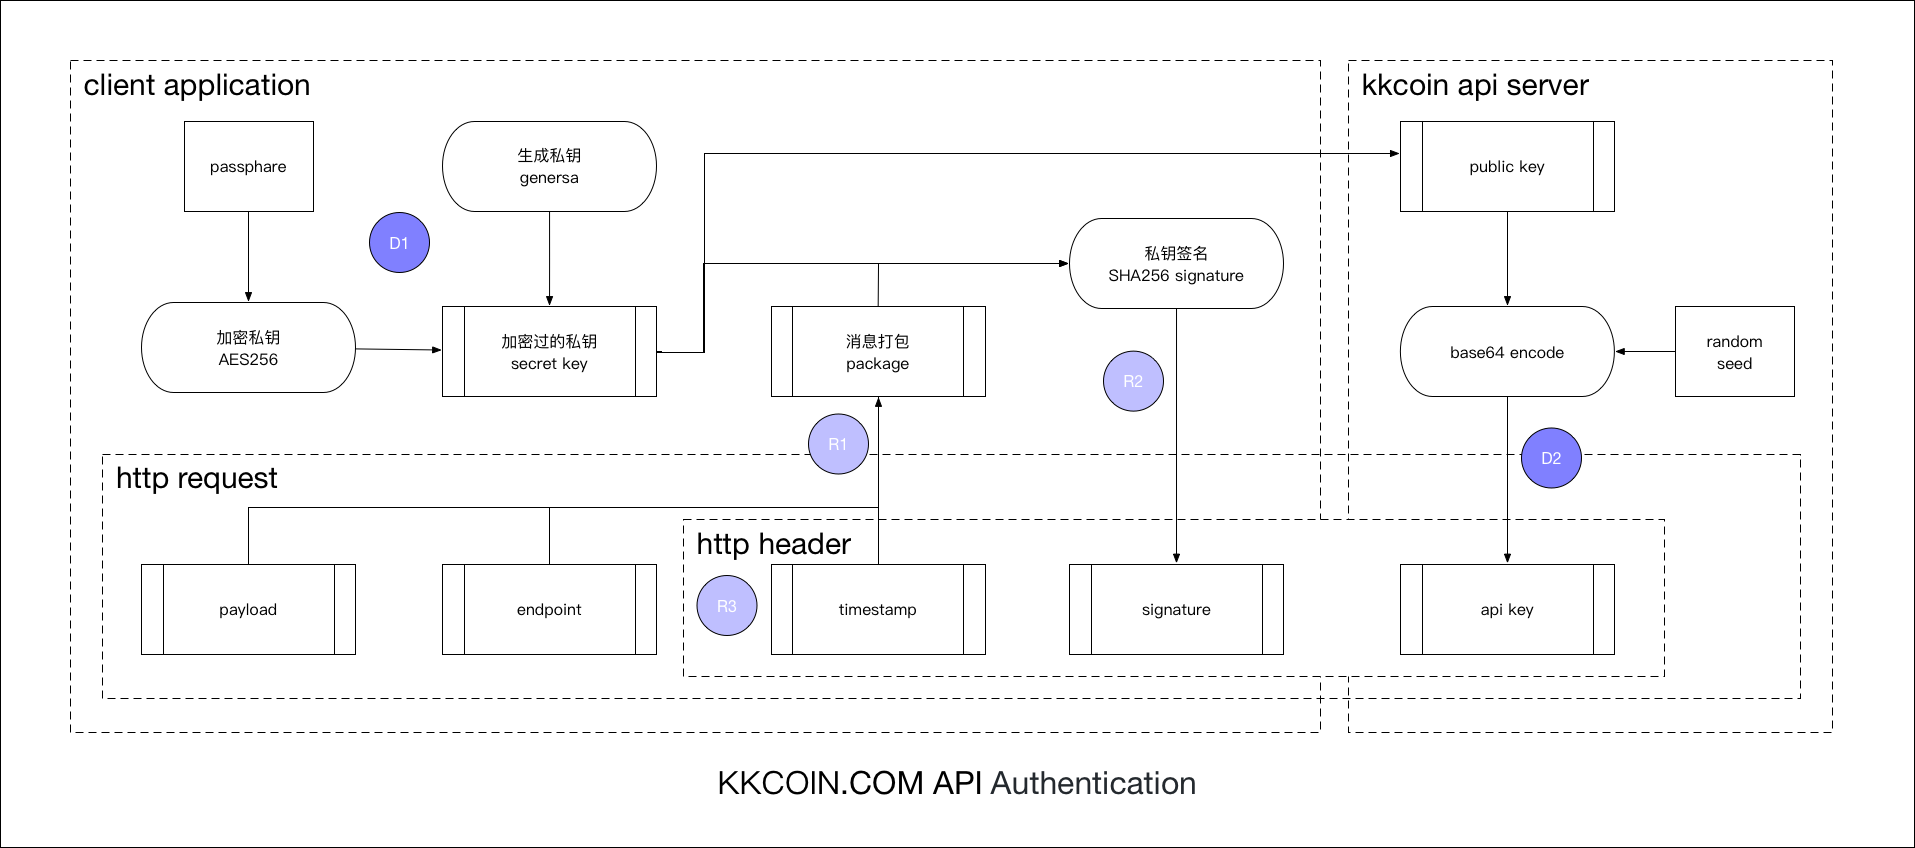 client application
kkcoin api server
passphare
生成私钥
genersa
public key
D1
私钥签名
SHA256 signature
加密私钥
AES256
加密过的私钥
secret key
消息打包
package
base64 encode
random
seed
R2
R1
D2
http request
http header
R3
payload
endpoint
timestamp
signature
api key
KKCOIN.COM API Authentication